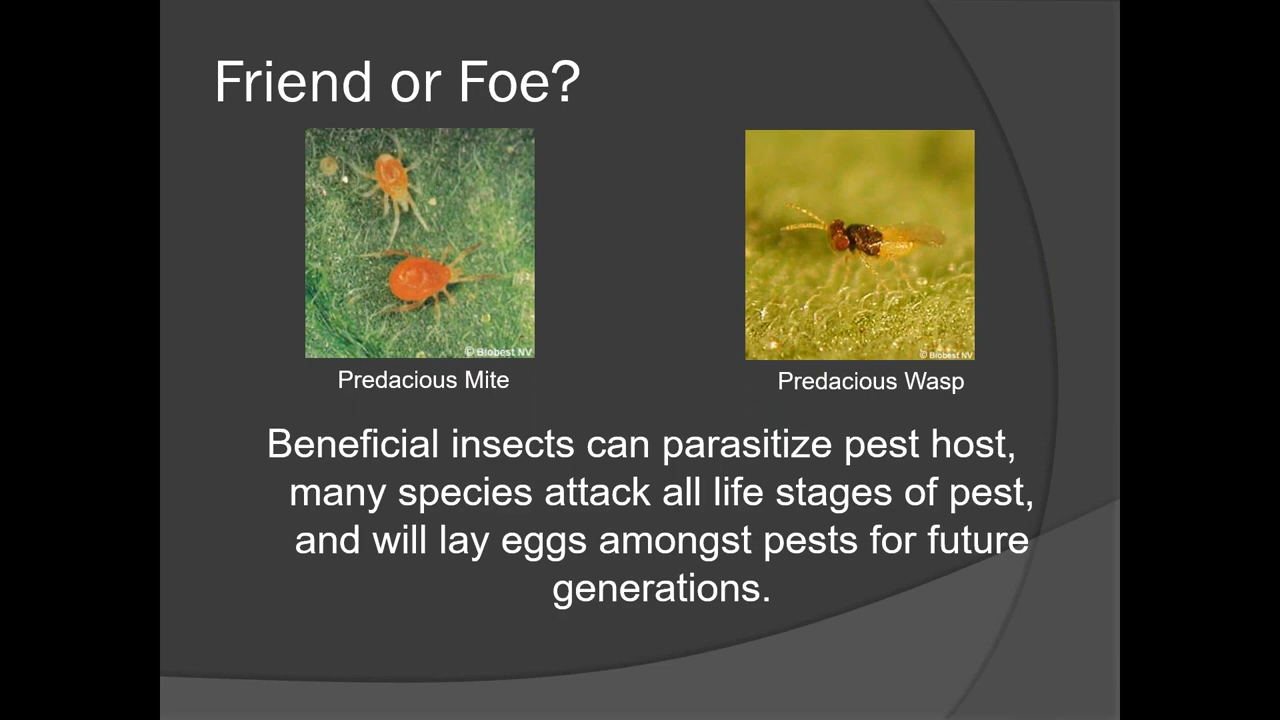 Friend or Foe?
© Biobest NV
© Biobest NV
Predacious Mite
Predacious Wasp
Beneficial insects can parasitize pest host,
many species attack all life stages of pest,
and will lay eggs amongst pests for future
generations.